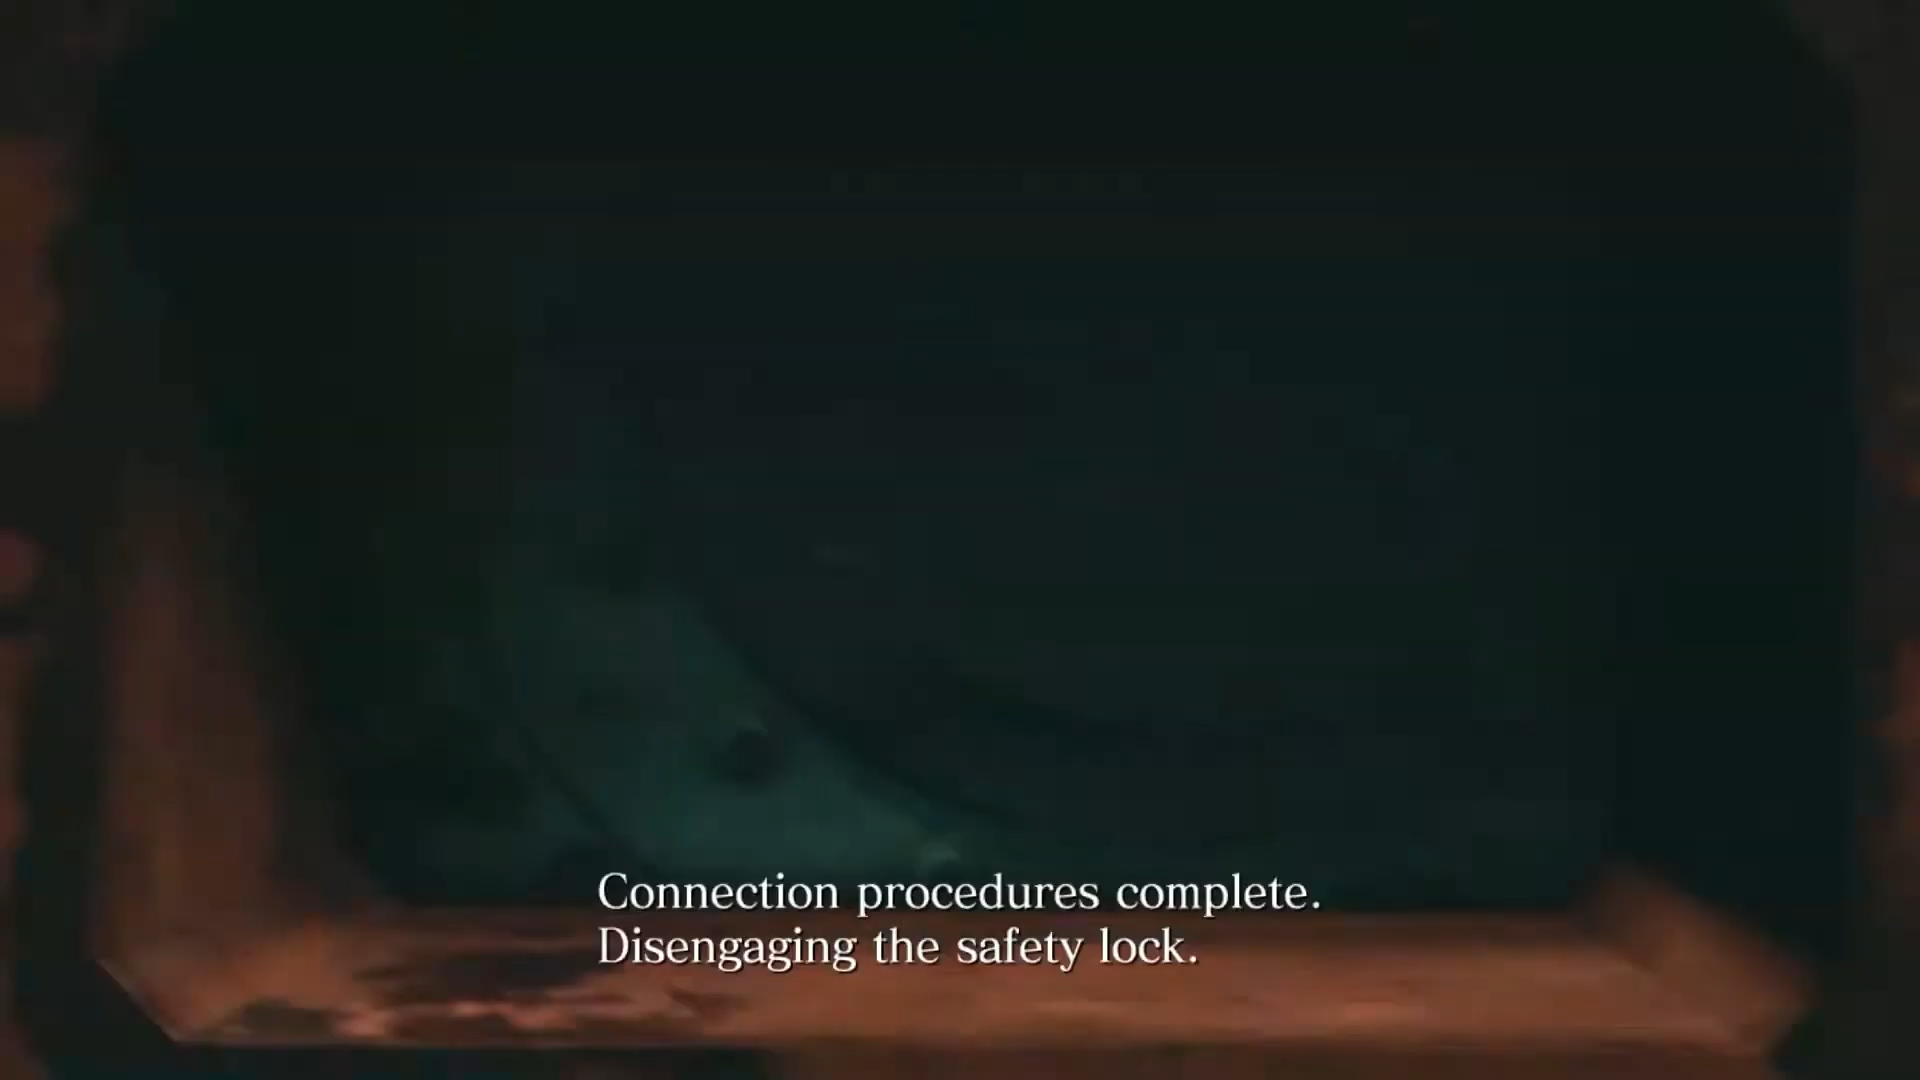 Connection procedures complete.
Disengaging the safety lock.